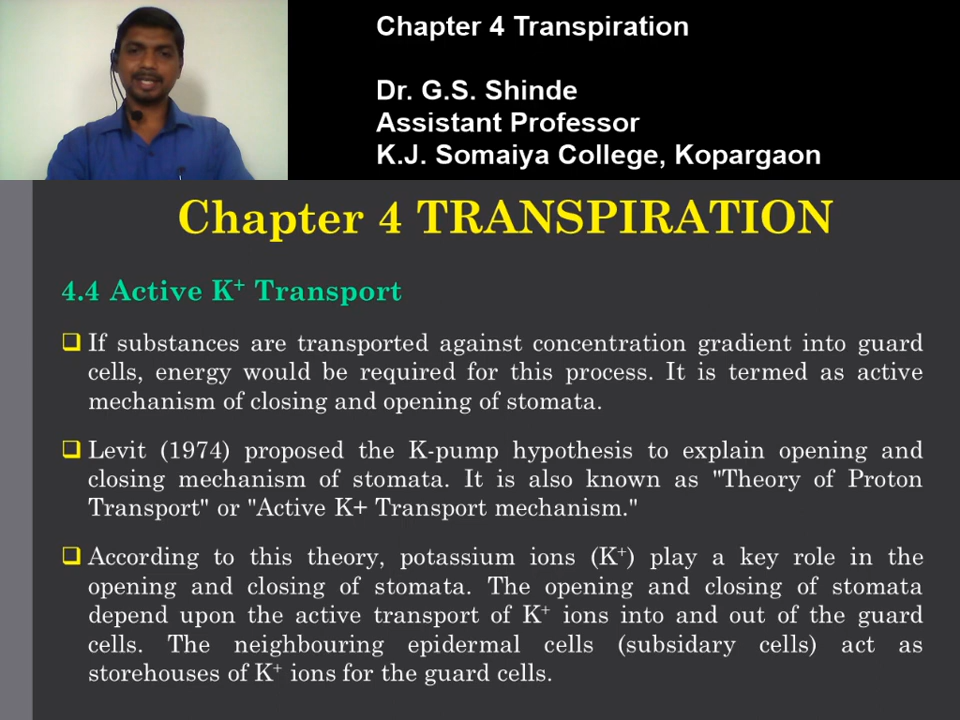 Chapter 4 Transpiration
Dr. G.S. Shinde
Assistant Professor
K.J. Somaiya College, Kopargaon
Chapter 4 TRANSPIRATION
4.4 Active K⁺ Transport
❑ If substances are transported against concentration gradient into guard
cells, energy would be required for this process. It is termed as active
mechanism of closing and opening of stomata.
❑ Levit (1974) proposed the K-pump hypothesis to explain opening and
closing mechanism of stomata. It is also known as "Theory of Proton
Transport" or "Active K+ Transport mechanism."
❑ According to this theory, potassium ions (K⁺) play a key role in the
opening and closing of stomata. The opening and closing of stomata
depend upon the active transport of K⁺ ions into and out of the guard
cells. The neighbouring epidermal cells (subsidary cells) act as
storehouses of K⁺ ions for the guard cells.